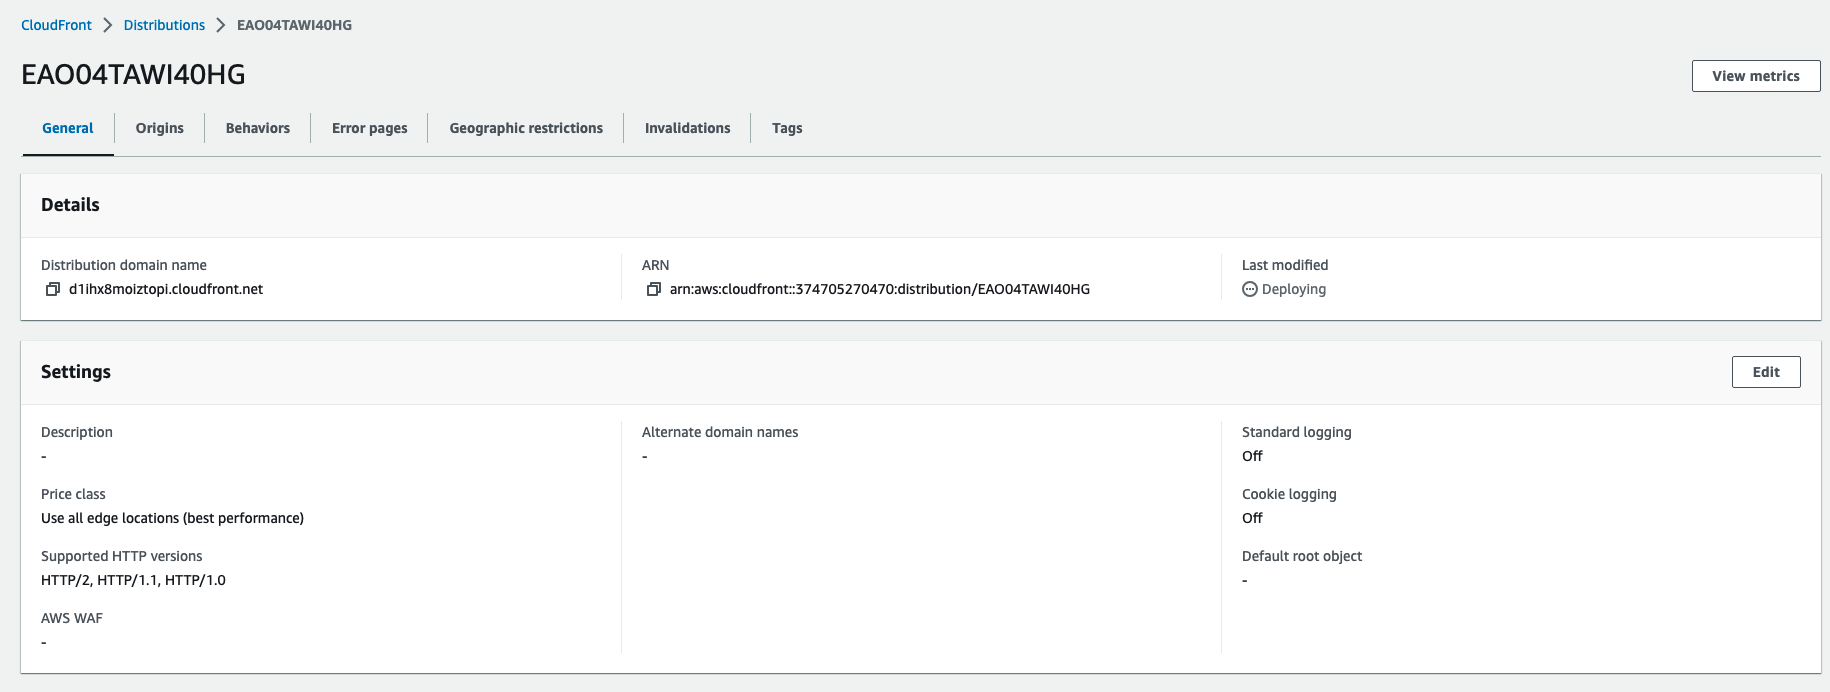 CloudFront > Distributions > EAO04TAWI40HG
EAO04TAWI40HG
View metrics
General
Origins
Behaviors
Error pages
Geographic restrictions
Invalidations
Tags
Details
Distribution domain name
d1ihx8moiztopi.cloudfront.net
ARN
arn:aws:cloudfront::374705270470:distribution/EAO04TAWI40HG
Last modified
Deploying
Settings
Edit
Description
-
Price class
Use all edge locations (best performance)
Supported HTTP versions
HTTP/2, HTTP/1.1, HTTP/1.0
AWS WAF
-
Alternate domain names
-
Standard logging
Off
Cookie logging
Off
Default root object
-